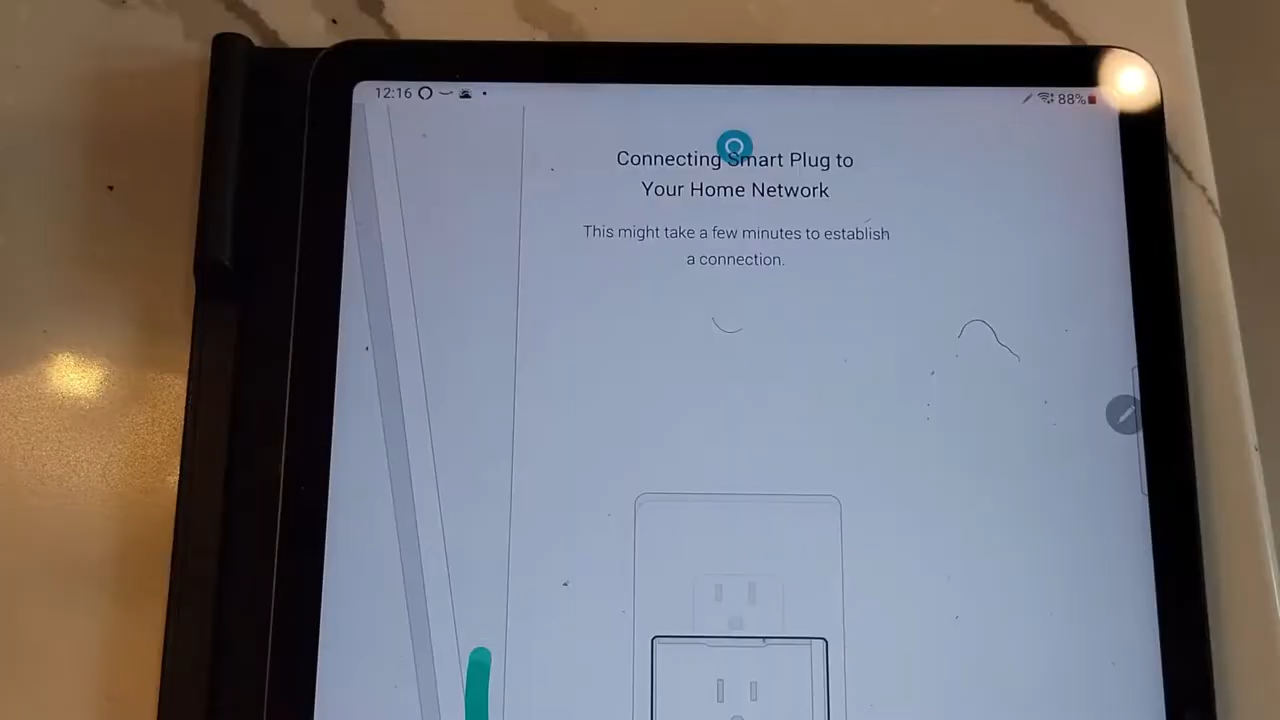 12:16
88%
Connecting Smart Plug to
Your Home Network
This might take a few minutes to establish
a connection.